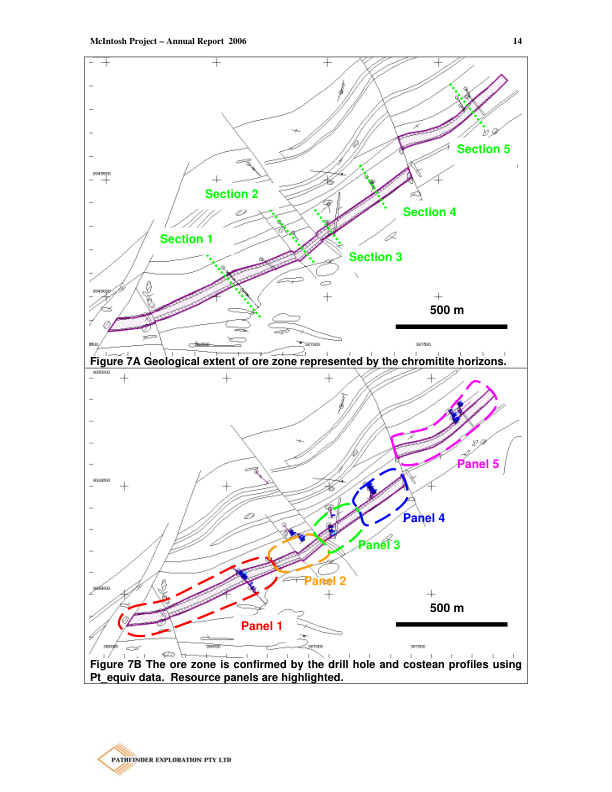 McIntosh Project – Annual Report 2006 14
Section 5
Section 2
Section 4
Section 1
Section 3
500 m
Figure 7A Geological extent of ore zone represented by the chromitite horizons.
Panel 5
Panel 4
Panel 3
Panel 2
500 m
Panel 1
Figure 7B The ore zone is confirmed by the drill hole and costean profiles using
Pt_equiv data. Resource panels are highlighted.
PATHFINDER EXPLORATION PTY LTD